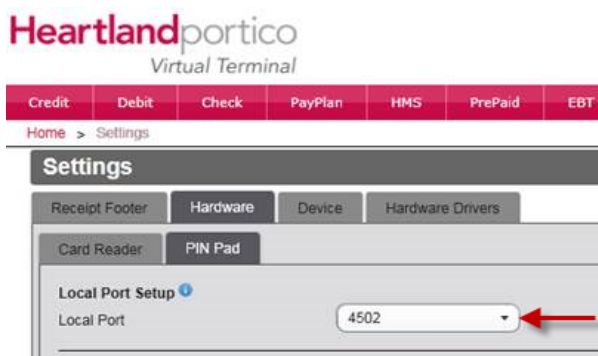 Heartlandportico
Virtual Terminal
Credit Debit Check PayPlan HMS PrePaid EBT
Home > Settings
Settings
Receipt Footer Hardware Device Hardware Drivers
Card Reader PIN Pad
Local Port Setup
Local Port 4502